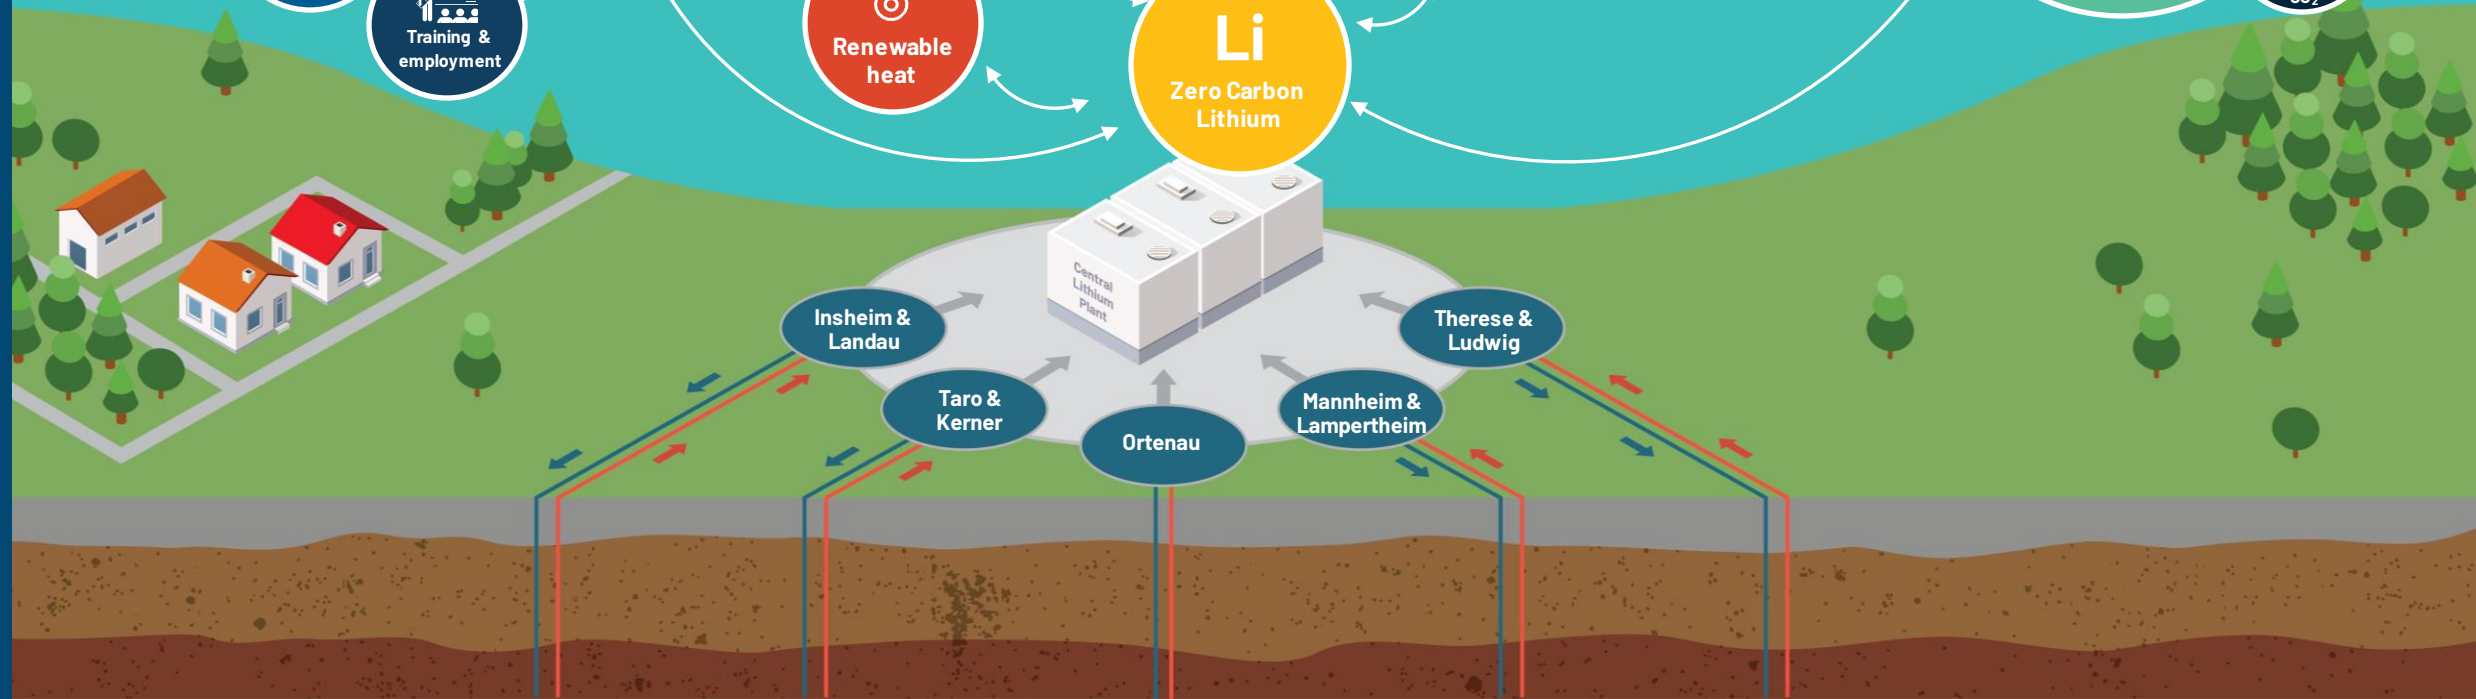 CO₂
Training &
employment
Renewable
heat
Li
Zero Carbon
Lithium
Central
Lithium
Plant
Insheim &
Landau
Therese &
Ludwig
Taro &
Kerner
Mannheim &
Lampertheim
Ortenau